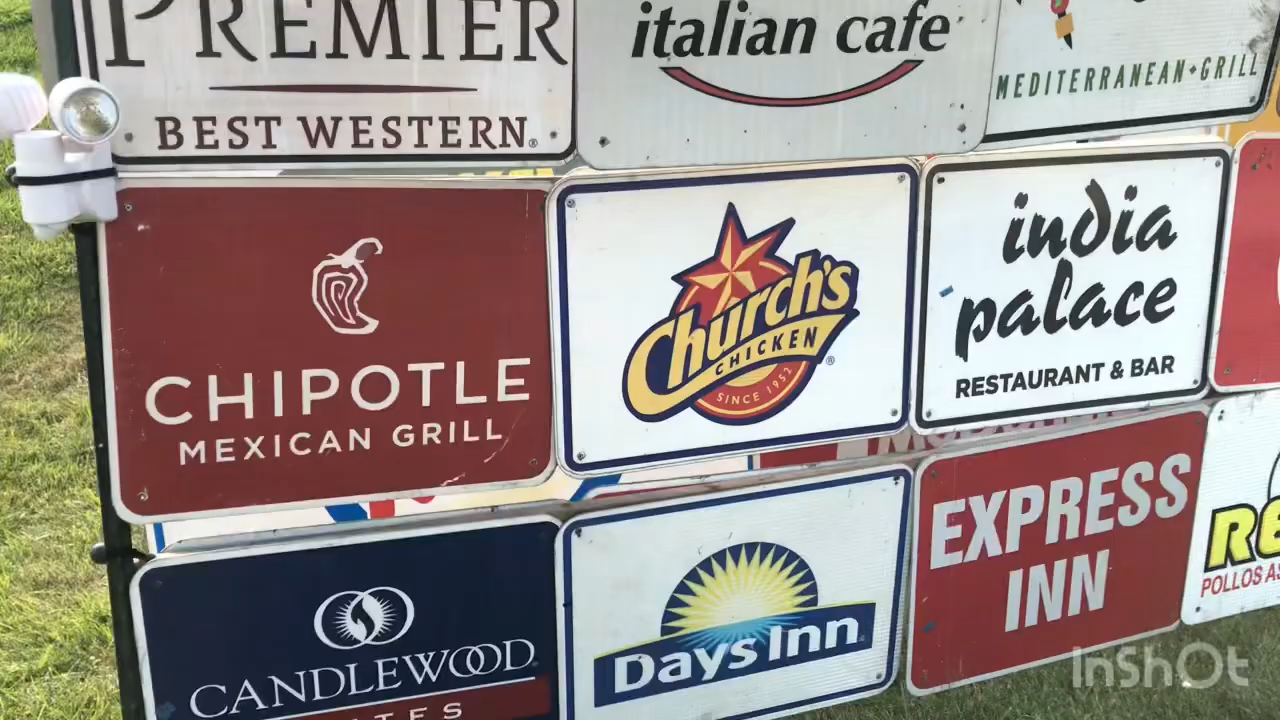 PREMIER
BEST WESTERN®
italian cafe
MEDITERRANEAN GRILL
CHIPOTLE
MEXICAN GRILL
Church's
CHICKEN®
SINCE 1952
india
palace
RESTAURANT & BAR
CANDLEWOOD
Days Inn
EXPRESS
INN
POLLOS
InShOt